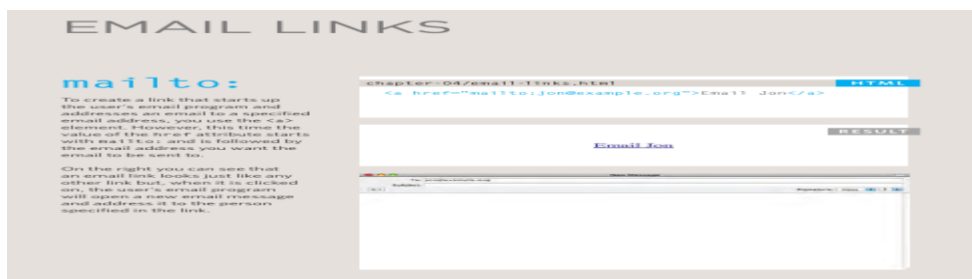 EMAIL LINKS
mailto:
To create a link that starts up
the user's email program and
addresses an email to a specified
email address, you use the <a>
element. However, this time the
value of the href attribute starts
with mailto: and is followed by
the email address you want the
email to be sent to.
On the right you can see that
an email link looks just like any
other link but, when it is clicked
on, the user's email program
will open a new email message
and address it to the person
specified in the link.
chapter-04/email-links.html
HTML
<a href="mailto:jon@example.org">Email Jon</a>
RESULT
Email Jon
New Message
To: jon@example.org
Subject: